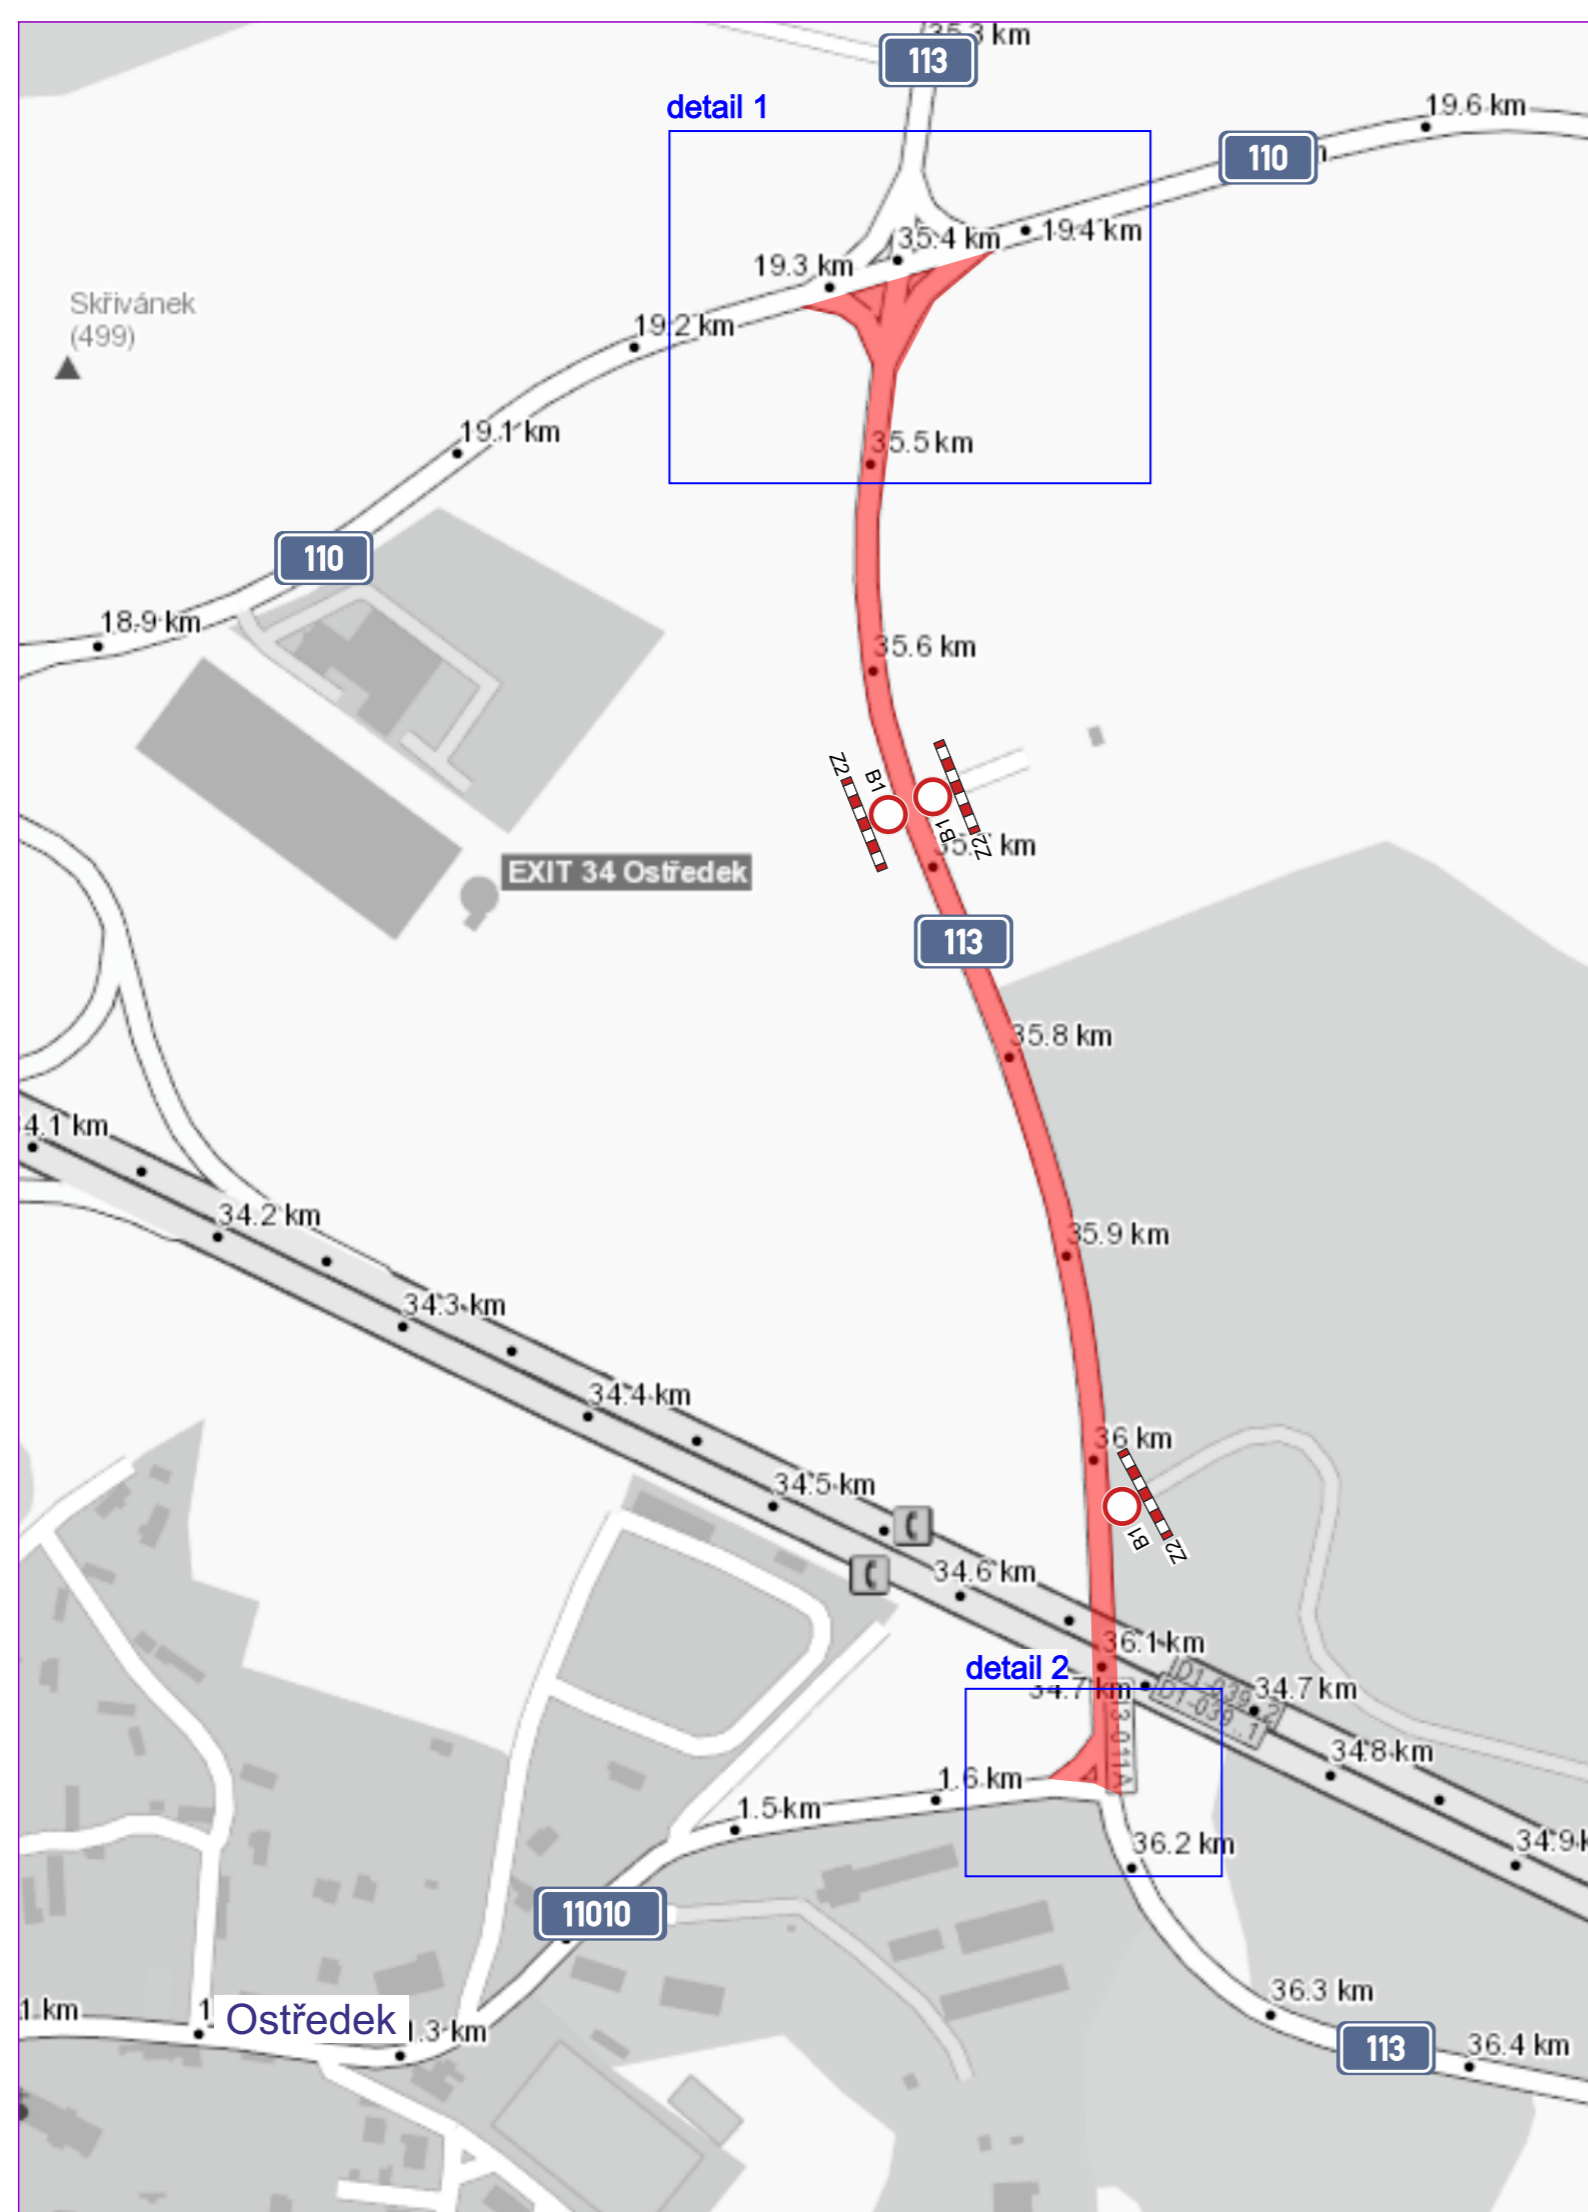 35.3 km
113
detail 1
19.6 km
110
35.4 km
19.4 km
19.3 km
Skřivánek
(499)
19.2 km
19.1 km
35.5 km
110
18.9 km
35.6 km
Z2
B1
B1
Z2
km
EXIT 34 Ostředek
113
35.8 km
4.1 km
34.2 km
35.9 km
34.3 km
34.4 km
36 km
34.5 km
B1
Z2
34.6 km
36.1 km
detail 2
34.7 km
34.7 km
34.8 km
1.6 km
1.5 km
36.2 km
34.9
11010
36.3 km
1 km
1
Ostředek
.3 km
113
36.4 km